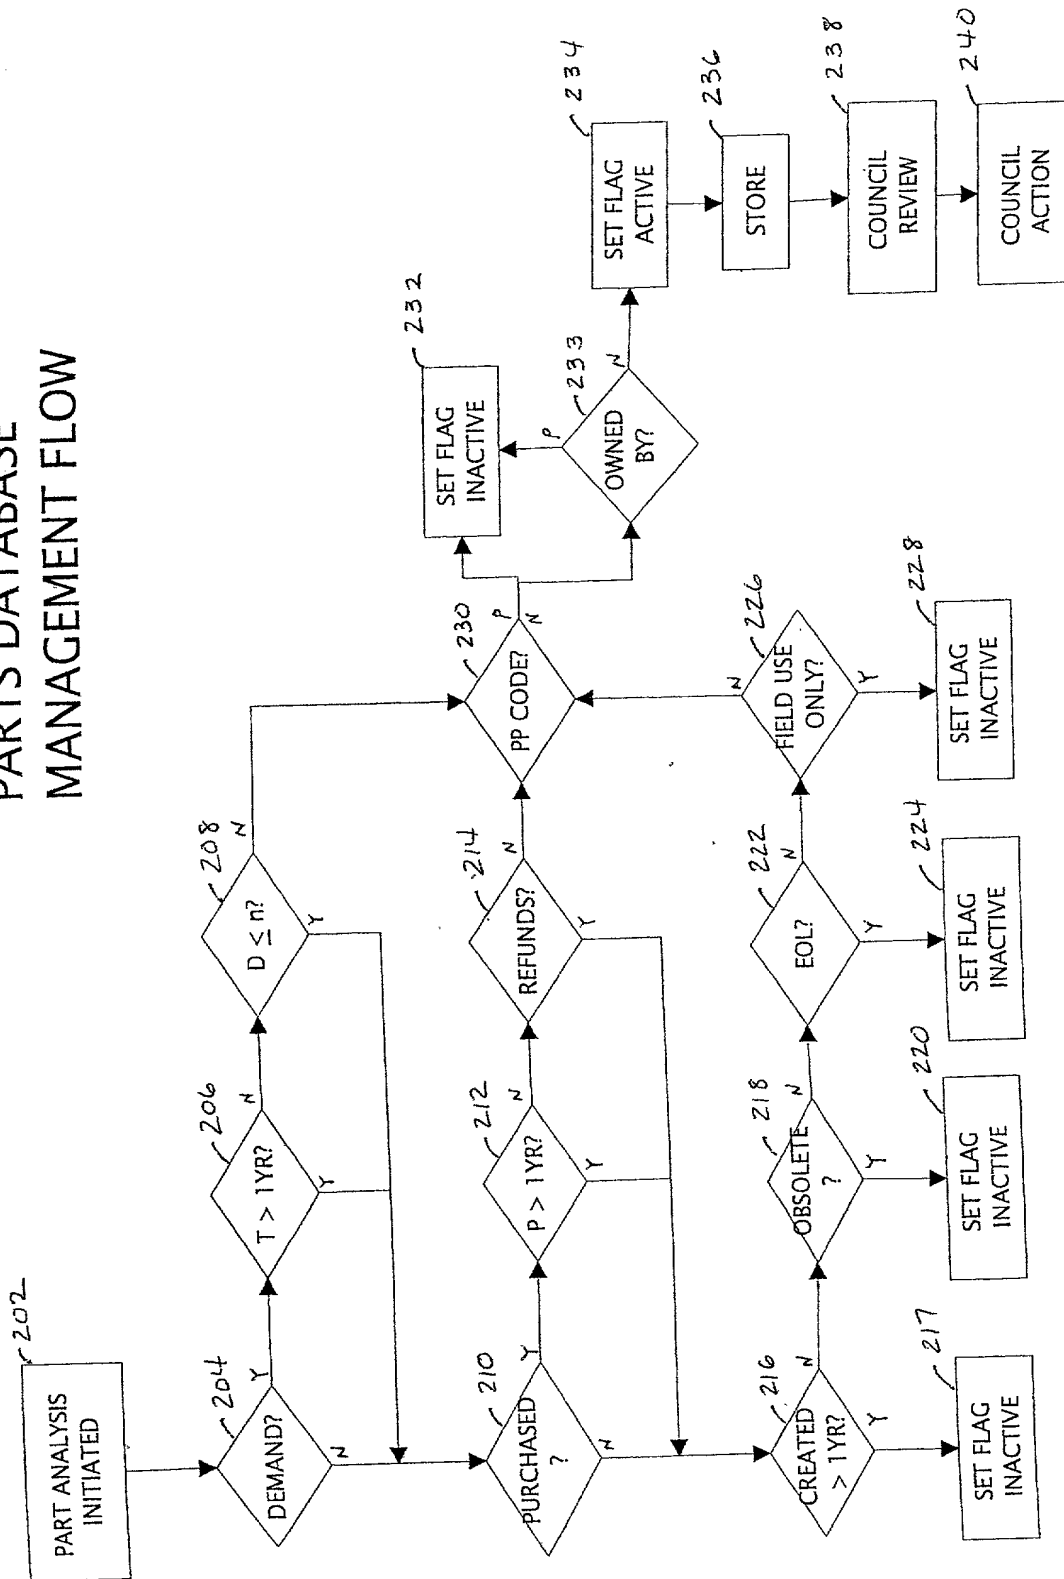 PARTS DATABASE
MANAGEMENT FLOW
202
PART ANALYSIS
INITIATED
204
DEMAND?
Y
N
206
T > 1YR?
N
Y
208
D ≤ n?
N
Y
210
PURCHASED
?
Y
N
212
P > 1YR?
N
Y
214
REFUNDS?
N
Y
216
CREATED
> 1YR?
N
Y
217
SET FLAG
INACTIVE
218
OBSOLETE
?
N
Y
220
SET FLAG
INACTIVE
222
EOL?
N
Y
224
SET FLAG
INACTIVE
226
FIELD USE
ONLY?
N
Y
228
SET FLAG
INACTIVE
230
PP CODE?
P
N
232
SET FLAG
INACTIVE
233
OWNED
BY?
P
N
234
SET FLAG
ACTIVE
236
STORE
238
COUNCIL
REVIEW
240
COUNCIL
ACTION